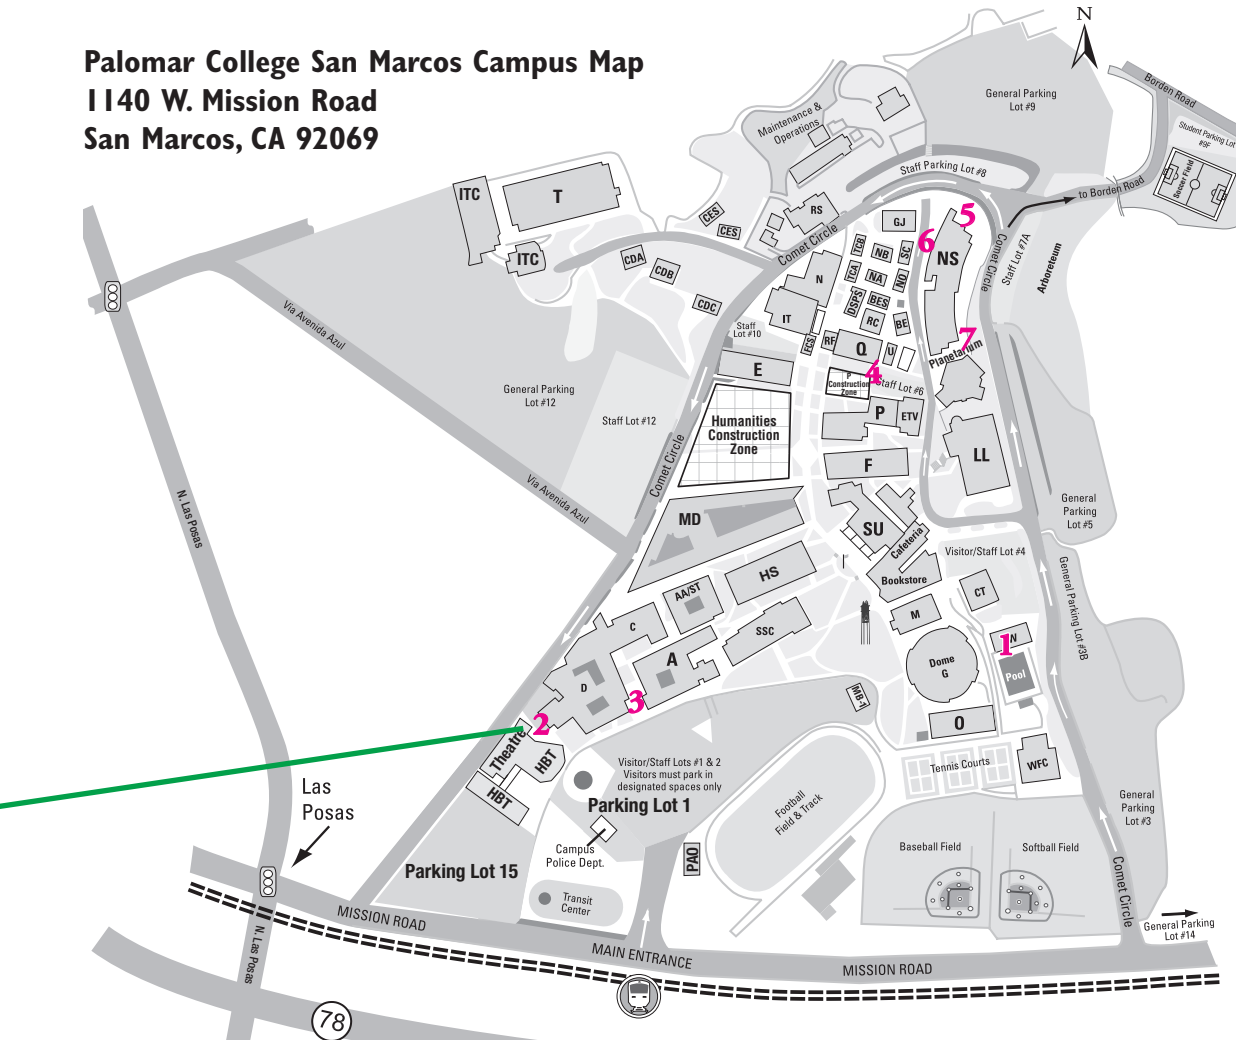 Palomar College San Marcos Campus Map
1140 W. Mission Road
San Marcos, CA 92069
N
General Parking
Lot #9
Borden Road
Student Parking Lot
#9F
Soccer Field
to Borden Road
Maintenance &
Operations
Staff Parking Lot #8
ITC
T
ITC
CES
CES
RS
GJ
5
6
Comet Circle
CDA
CDB
CDC
TCB
NB
SC
NS
Comet Circle
Staff Lot #7A
Arboreteum
N
TCA
NA
ND
DSPS
BES
IT
RC
BE
Via Avenida Azul
Staff
Lot #10
FCS
RF
Q
U
7
Planetarium
E
4
P
Construction
Zone
Staff Lot #6
General Parking
Lot #12
Staff Lot #12
Humanities
Construction
Zone
P
ETV
Comet Circle
F
LL
N. Las Posas
Via Avenida Azul
MD
SU
Cafeteria
General
Parking
Lot #5
Visitor/Staff Lot #4
Bookstore
HS
AA/ST
CT
General Parking Lot #3B
M
C
SSC
1
W
A
Dome
G
Pool
D
3
MB-1
2
O
Theatre
HBT
HBT
Visitor/Staff Lots #1 & 2
Visitors must park in
designated spaces only
Parking Lot 1
Tennis Courts
WFC
Las
Posas
Football
Field & Track
General
Parking
Lot #3
Campus
Police Dept.
PAO
Baseball Field
Softball Field
Parking Lot 15
Comet Circle
Transit
Center
MISSION ROAD
General Parking
Lot #14
N. Las Posas
MAIN ENTRANCE
MISSION ROAD
78